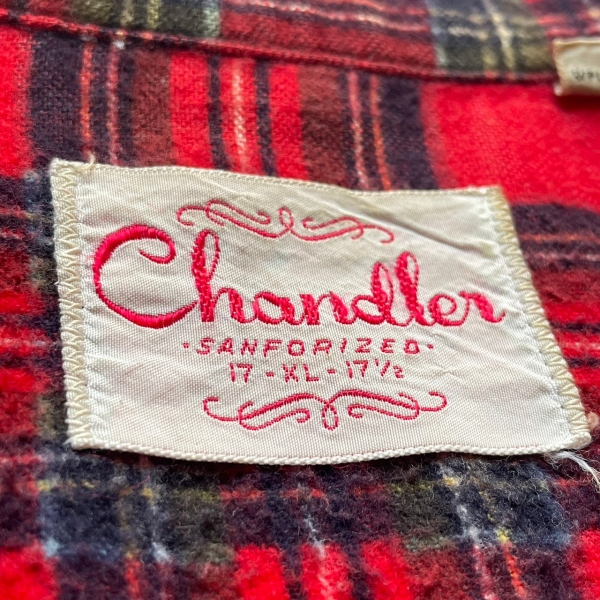 Chandler
·SANFORIZED·
17-XL-17½